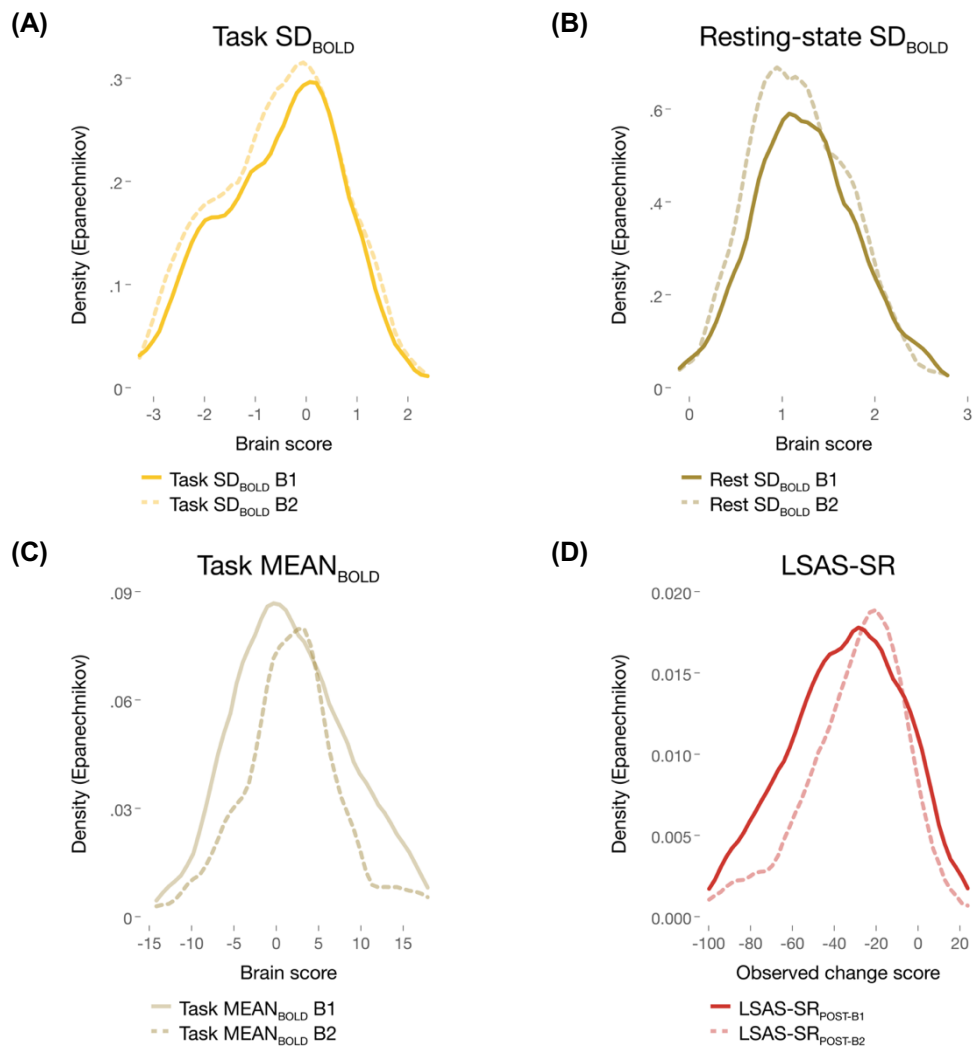 (A)
Task SD_BOLD
Density (Epanechnikov)
.3
.2
.1
0
-3 -2 -1 0 1 2
Brain score
Task SD_BOLD B1
Task SD_BOLD B2
(B)
Resting-state SD_BOLD
Density (Epanechnikov)
.6
.4
.2
0
0 1 2 3
Brain score
Rest SD_BOLD B1
Rest SD_BOLD B2
(C)
Task MEAN_BOLD
Density (Epanechnikov)
.09
.06
.03
0
-15 -10 -5 0 5 10 15
Brain score
Task MEAN_BOLD B1
Task MEAN_BOLD B2
(D)
LSAS-SR
Density (Epanechnikov)
0.020
0.015
0.010
0.005
0.000
-100 -80 -60 -40 -20 0 20
Observed change score
LSAS-SR_POST-B1
LSAS-SR_POST-B2